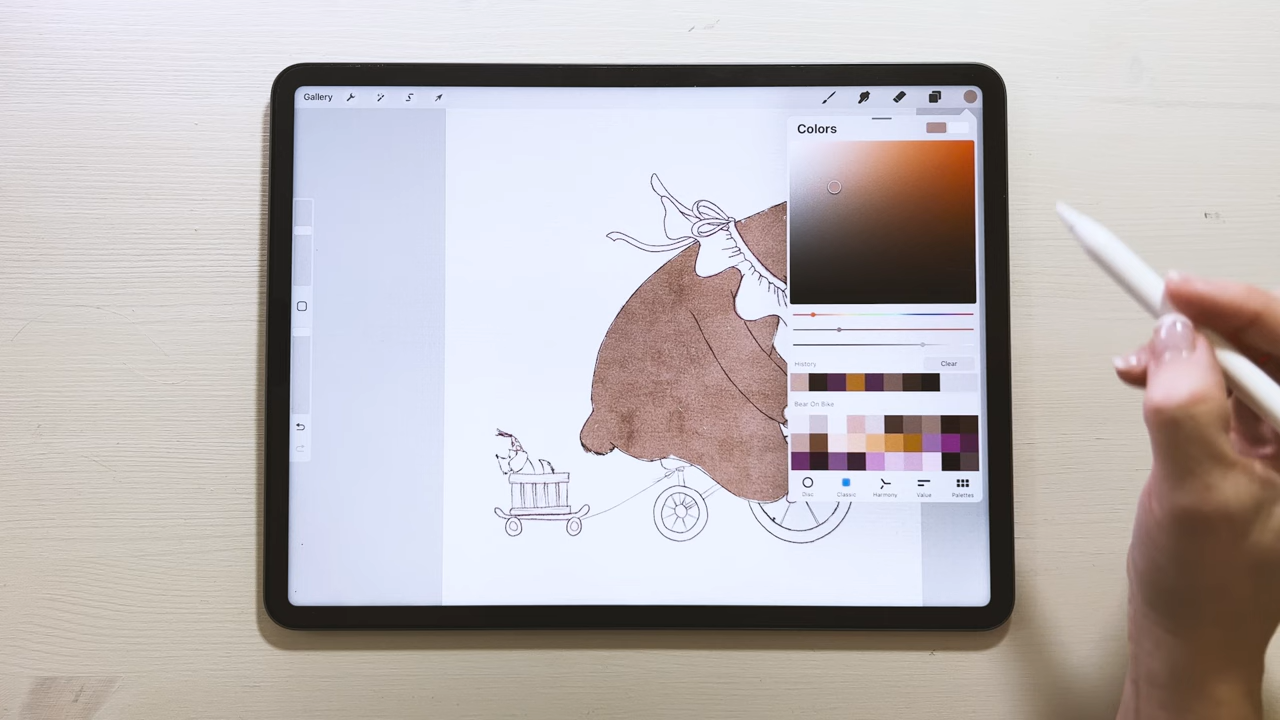 Gallery
Colors
History
Clear
Bear On Bike
Disc
Classic
Harmony
Value
Palettes